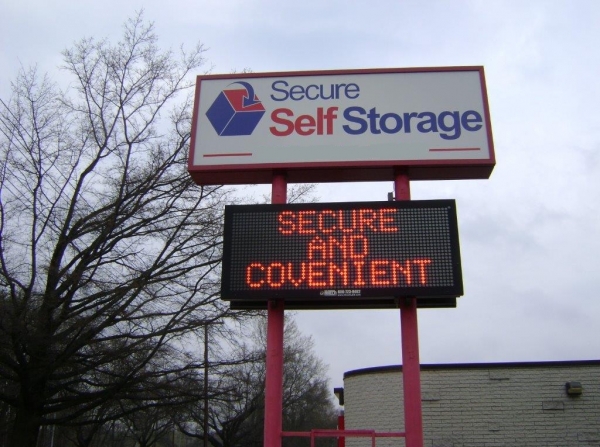 Secure
Self Storage
SECURE
AND
COVENIENT